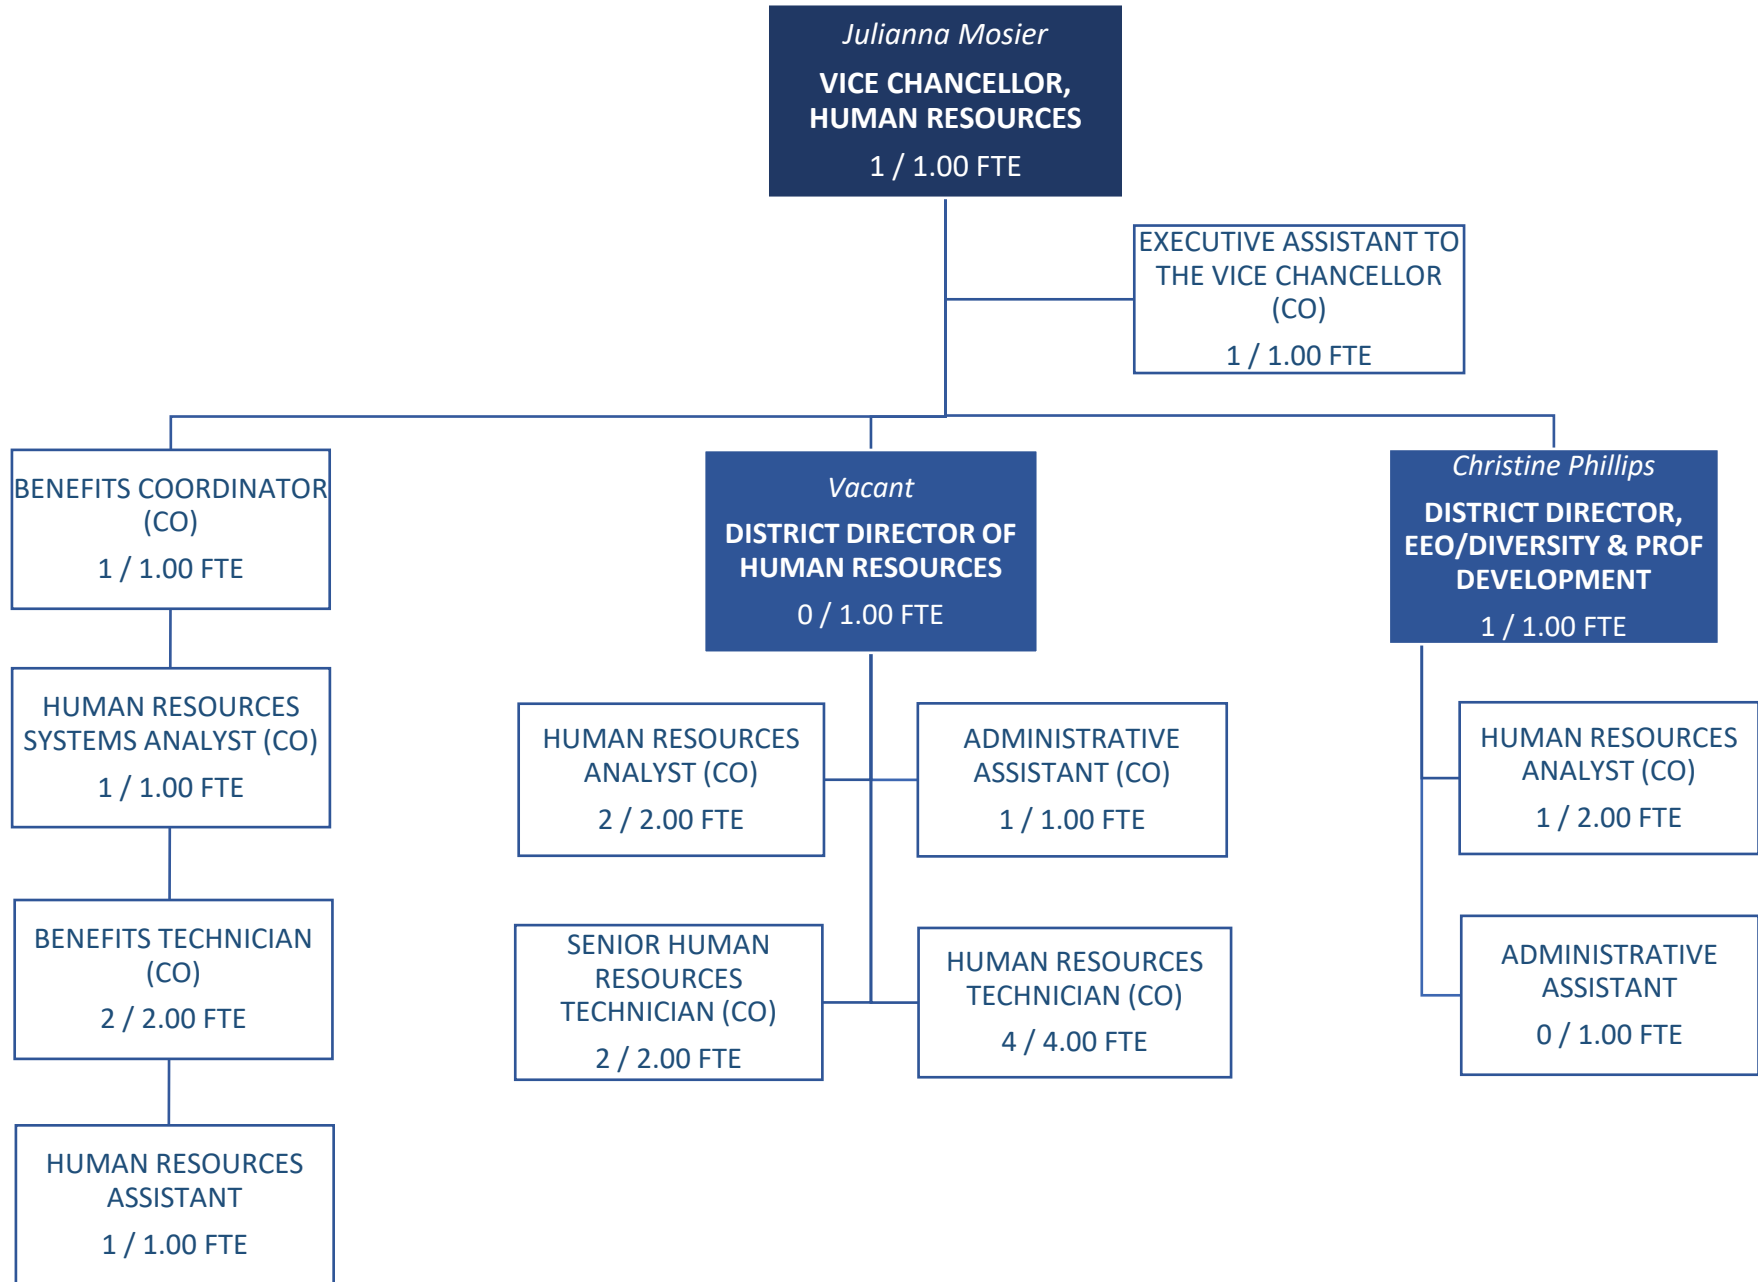 Julianna Mosier
VICE CHANCELLOR,
HUMAN RESOURCES
1 / 1.00 FTE
EXECUTIVE ASSISTANT TO
THE VICE CHANCELLOR
(CO)
1 / 1.00 FTE
BENEFITS COORDINATOR
(CO)
1 / 1.00 FTE
HUMAN RESOURCES
SYSTEMS ANALYST (CO)
1 / 1.00 FTE
BENEFITS TECHNICIAN
(CO)
2 / 2.00 FTE
HUMAN RESOURCES
ASSISTANT
1 / 1.00 FTE
Vacant
DISTRICT DIRECTOR OF
HUMAN RESOURCES
0 / 1.00 FTE
HUMAN RESOURCES
ANALYST (CO)
2 / 2.00 FTE
ADMINISTRATIVE
ASSISTANT (CO)
1 / 1.00 FTE
SENIOR HUMAN
RESOURCES
TECHNICIAN (CO)
2 / 2.00 FTE
HUMAN RESOURCES
TECHNICIAN (CO)
4 / 4.00 FTE
Christine Phillips
DISTRICT DIRECTOR,
EEO/DIVERSITY & PROF
DEVELOPMENT
1 / 1.00 FTE
HUMAN RESOURCES
ANALYST (CO)
1 / 2.00 FTE
ADMINISTRATIVE
ASSISTANT
0 / 1.00 FTE